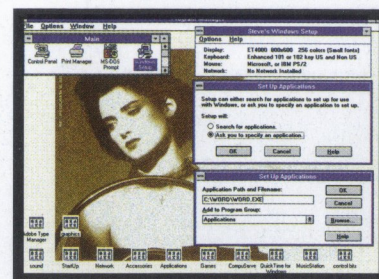 File Options Window Help
Main
Control Panel
Print Manager
MS-DOS Prompt
Windows Setup
Steve's Windows Setup
Options Help
Display: ET4000 800x600 256 colors (Small fonts)
Keyboard: Enhanced 101 or 102 key US and Non US
Mouse: Microsoft, or IBM PS/2
Network: No Network Installed
Set Up Applications
Setup can either search for applications to set up for use
with Windows, or ask you to specify an application to set up.
Setup will:
Search for applications.
Ask you to specify an application.
OK Cancel Help
Set Up Applications
Application Path and Filename:
C:\WORD\WORD.EXE
OK
Cancel
Add to Program Group:
Applications
Browse...
Help
Adobe Type Manager
graphics
sound
StartUp
Network
Accessories
Applications
Games
CompuServe
QuickTime for Windows
MusicStation
control bits